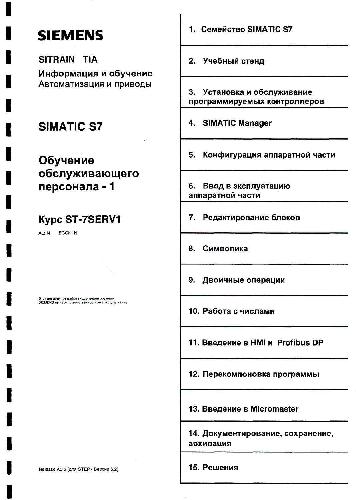 SIEMENS
SITRAIN TIA
Информация и обучение
Автоматизация и приводы
SIMATIC S7
Обучение
обслуживающего
персонала - 1
Курс ST-7SERV1
1. Семейство SIMATIC S7
2. Учебный стенд
3. Установка и обслуживание
программируемых контроллеров
4. SIMATIC Manager
5. Конфигурация аппаратной части
6. Ввод в эксплуатацию
аппаратной части
7. Редактирование блоков
8. Символика
9. Двоичные операции
10. Работа с числами
11. Введение в HMI и Profibus DP
12. Перекомпоновка программы
13. Введение в Micromaster
14. Документирование, сохранение,
архивация
15. Решения